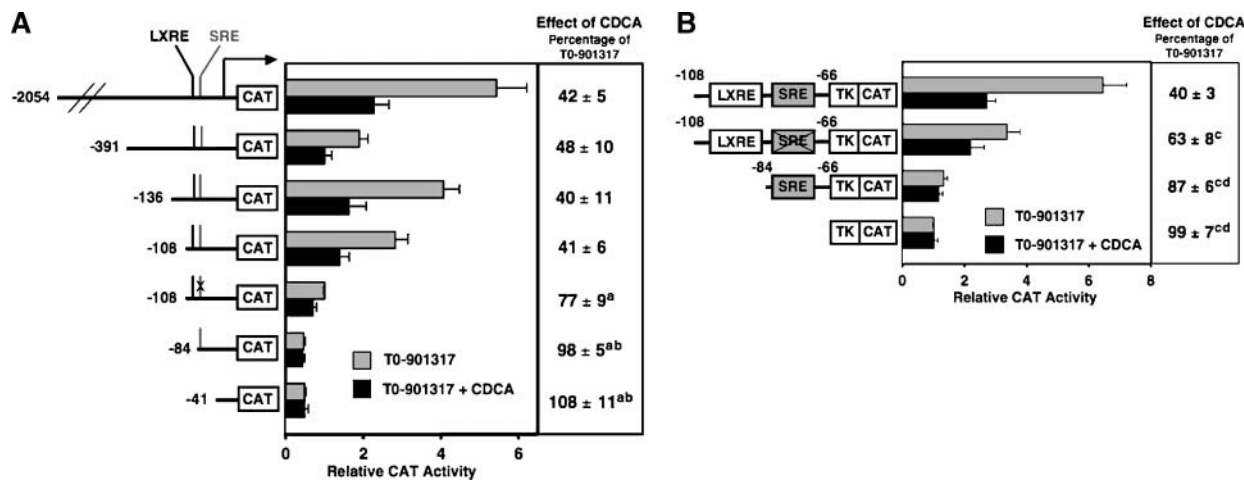 A
LXRE SRE
Effect of CDCA
Percentage of
T0-901317
-2054 CAT 42 ± 5
-391 CAT 48 ± 10
-136 CAT 40 ± 11
-108 CAT 41 ± 6
-108 CAT 77 ± 9a
-84 CAT 98 ± 5ab
-41 CAT 108 ± 11ab
T0-901317
T0-901317 + CDCA
0 2 4 6
Relative CAT Activity
B
Effect of CDCA
Percentage of
T0-901317
-108 -66
LXRE SRE TK CAT 40 ± 3
-108 -66
LXRE SRE TK CAT 63 ± 8c
-84 -66
SRE TK CAT 87 ± 6cd
TK CAT 99 ± 7cd
T0-901317
T0-901317 + CDCA
0 2 4 6 8
Relative CAT Activity